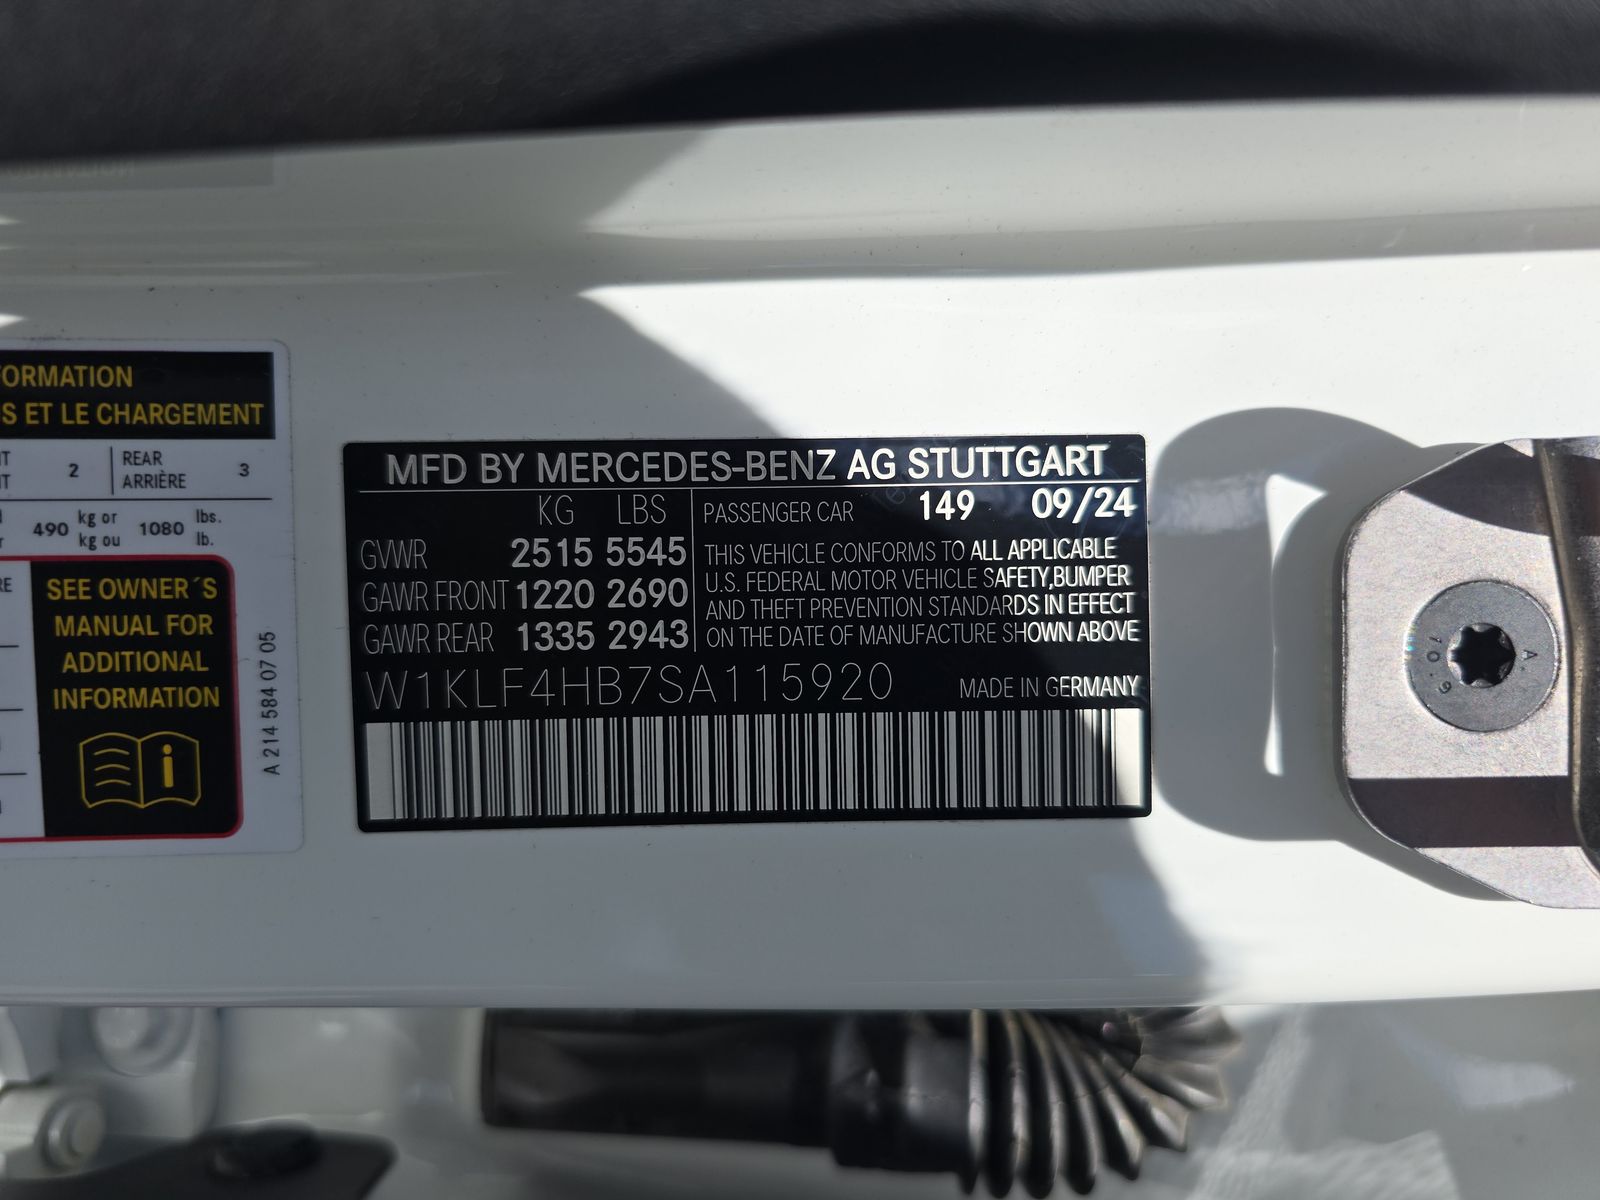 FORMATION
S ET LE CHARGEMENT
2 REAR ARRIÈRE 3
490 kg or kg ou 1080 lbs. lb.
SEE OWNER´S
MANUAL FOR
ADDITIONAL
INFORMATION
A 214 584 07 05
MFD BY MERCEDES-BENZ AG STUTTGART
KG LBS
GVWR 2515 5545
GAWR FRONT 1220 2690
GAWR REAR 1335 2943
PASSENGER CAR 149 09/24
THIS VEHICLE CONFORMS TO ALL APPLICABLE
U.S. FEDERAL MOTOR VEHICLE SAFETY,BUMPER
AND THEFT PREVENTION STANDARDS IN EFFECT
ON THE DATE OF MANUFACTURE SHOWN ABOVE
W1KLF4HB7SA115920 MADE IN GERMANY
10.9
A.